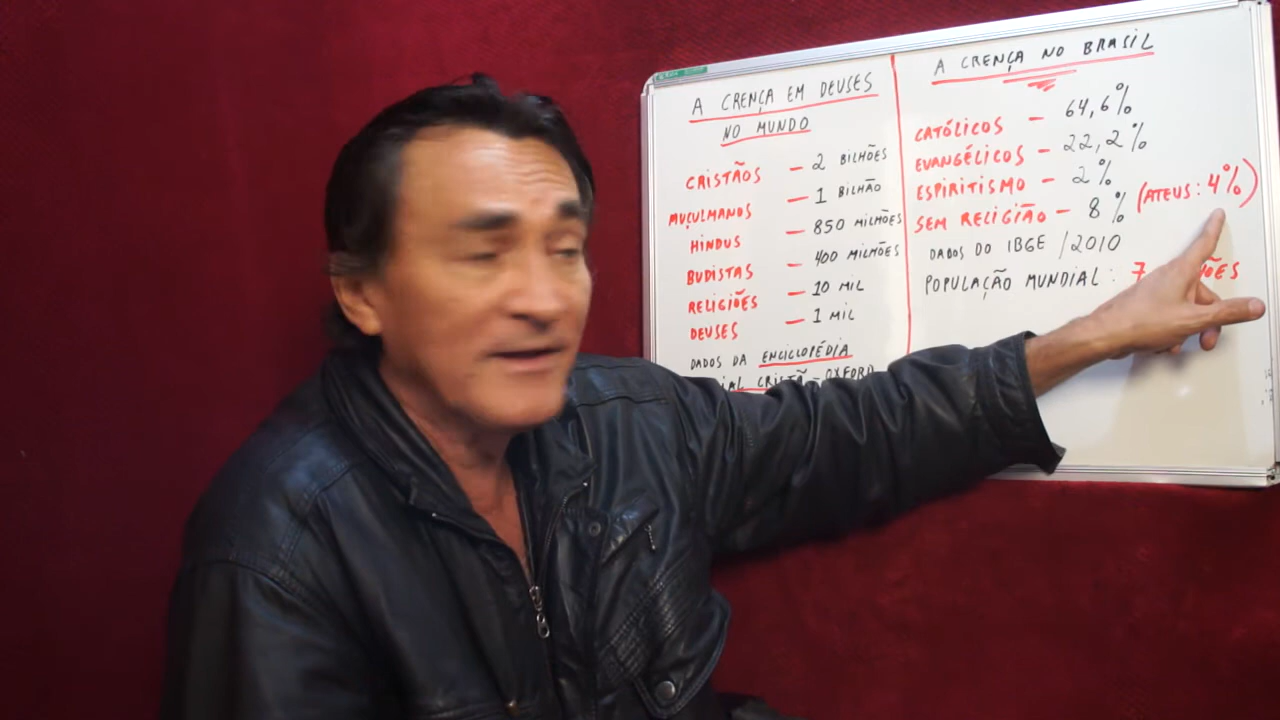 A CRENÇA EM DEUSES
NO MUNDO
CRISTÃOS — 2 BILHÕES
MUÇULMANOS — 1 BILHÃO
HINDUS — 850 MILHÕES
BUDISTAS — 400 MILHÕES
RELIGIÕES — 10 MIL
DEUSES — 1 MIL
DADOS DA ENCICLOPÉDIA
CRISTÃ - OXFORD
A CRENÇA NO BRASIL
CATÓLICOS — 64,6%
EVANGÉLICOS — 22,2%
ESPIRITISMO — 2%
SEM RELIGIÃO — 8% (ATEUS: 4%)
DADOS DO IBGE / 2010
POPULAÇÃO MUNDIAL: 7